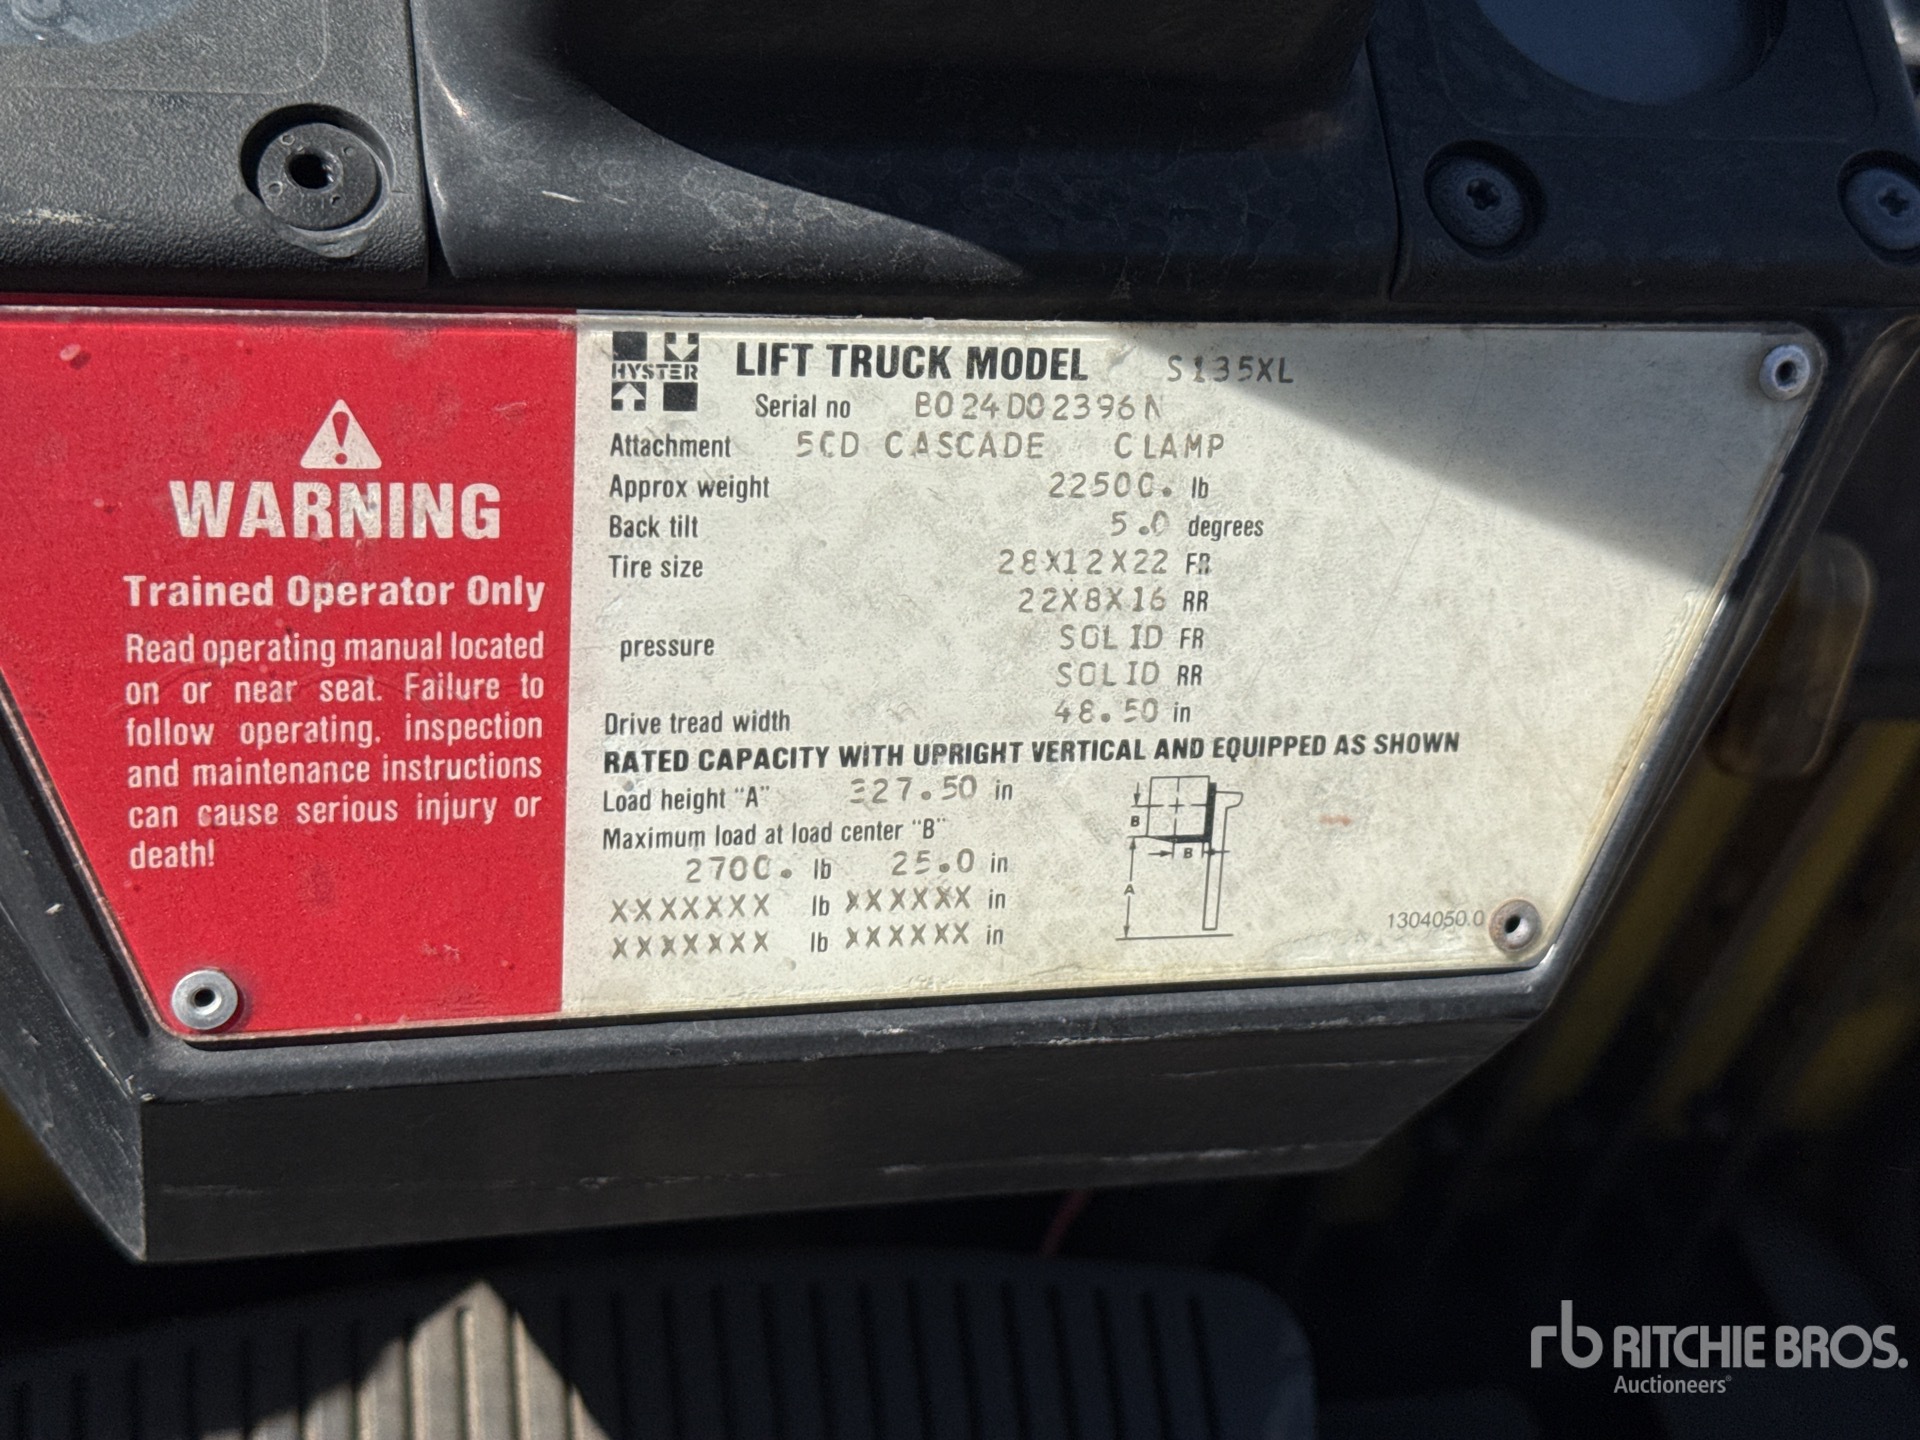 WARNING
Trained Operator Only
Read operating manual located
on or near seat. Failure to
follow operating, inspection
and maintenance instructions
can cause serious injury or
death!
HYSTER
LIFT TRUCK MODEL S135XL
Serial no B024D02396N
Attachment 5CD CASCADE CLAMP
Approx weight 22500. lb
Back tilt 5.0 degrees
Tire size 28X12X22 FR
22X8X16 RR
pressure SOLID FR
SOLID RR
Drive tread width 48.50 in
RATED CAPACITY WITH UPRIGHT VERTICAL AND EQUIPPED AS SHOWN
Load height "A" 327.50 in
Maximum load at load center "B"
2700. lb 25.0 in
XXXXXXX lb XXXXXX in
XXXXXXX lb XXXXXX in
B
B
A
1304050.0
rb RITCHIE BROS.
Auctioneers